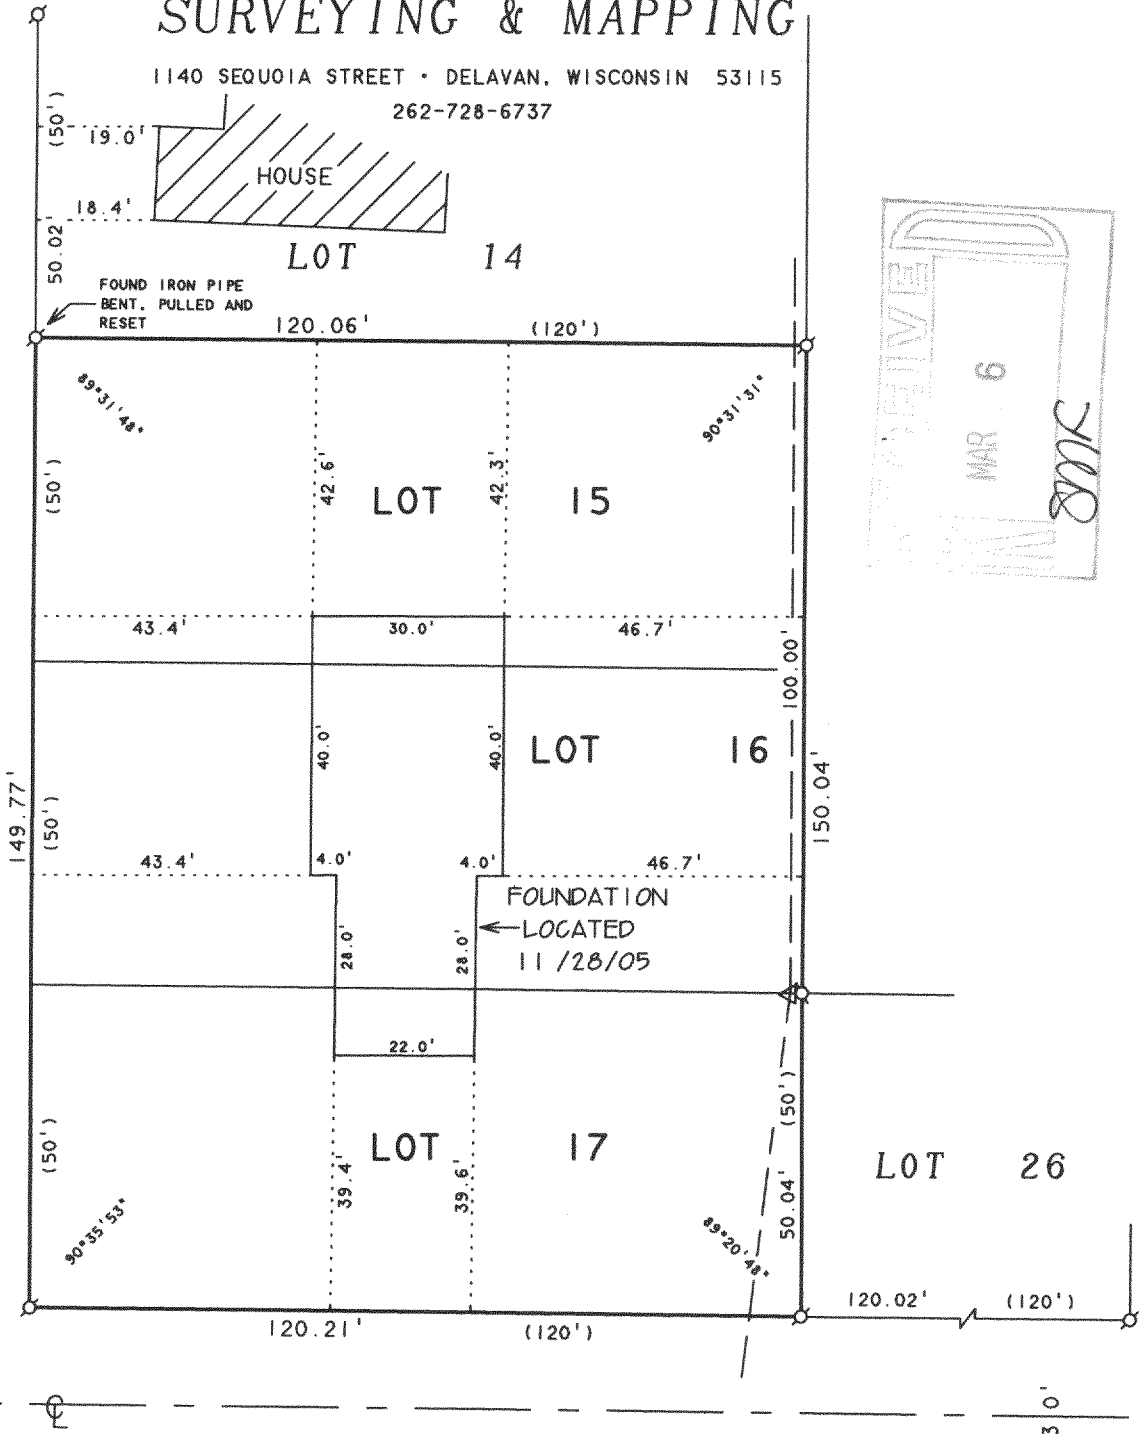 SURVEYING & MAPPING
1140 SEQUOIA STREET • DELAVAN, WISCONSIN 53115
262-728-6737
(50')
19.0'
HOUSE
18.4'
50.02'
LOT 14
FOUND IRON PIPE
BENT, PULLED AND
RESET
120.06'
(120')
89°31'48"
90°31'31"
MAR 6
(50')
42.6'
LOT 15
42.3'
43.4'
30.0'
46.7'
100.00'
40.0'
40.0'
LOT 16
149.77'
(50')
150.04'
43.4'
4.0'
4.0'
46.7'
FOUNDATION
LOCATED
11/28/05
28.0'
28.0'
22.0'
(50')
(50')
LOT 17
39.4'
39.6'
50.04'
LOT 26
90°35'53"
89°20'48"
120.02'
(120')
120.21'
(120')